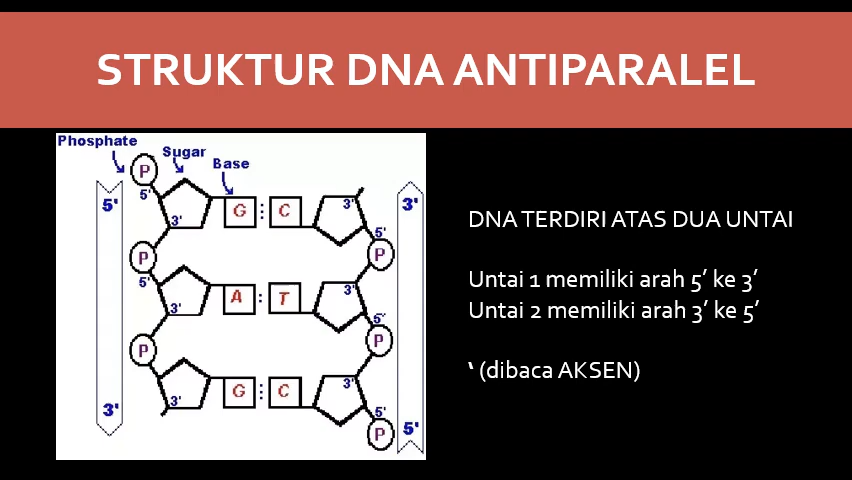 STRUKTUR DNA ANTIPARALEL
Phosphate
Sugar
Base
P
5'
5'
3'
G
C
3'
3'
5'
P
P
5'
3'
A
T
3'
5'
P
P
3'
G
C
3'
3'
5'
P
5'
DNA TERDIRI ATAS DUA UNTAI
Untai 1 memiliki arah 5’ ke 3’
Untai 2 memiliki arah 3’ ke 5’
‘ (dibaca AKSEN)